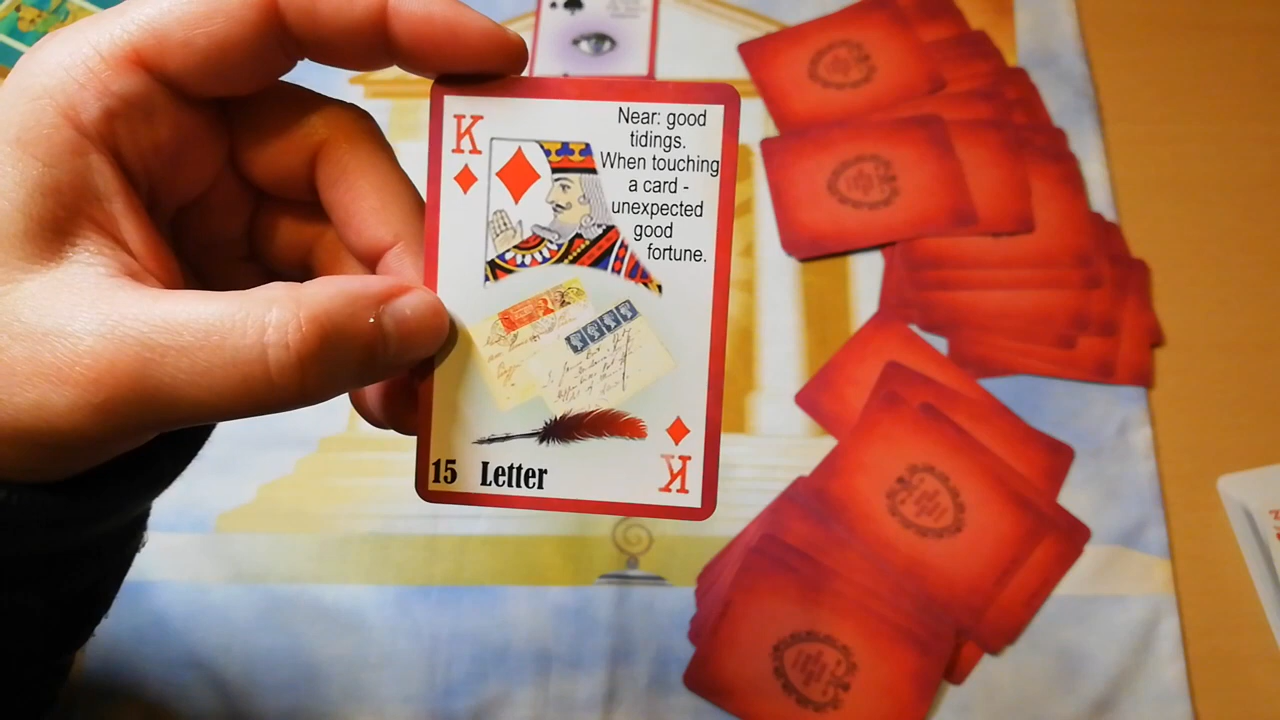 K
Near: good
tidings.
When touching
a card -
unexpected
good
fortune.
15 Letter
K